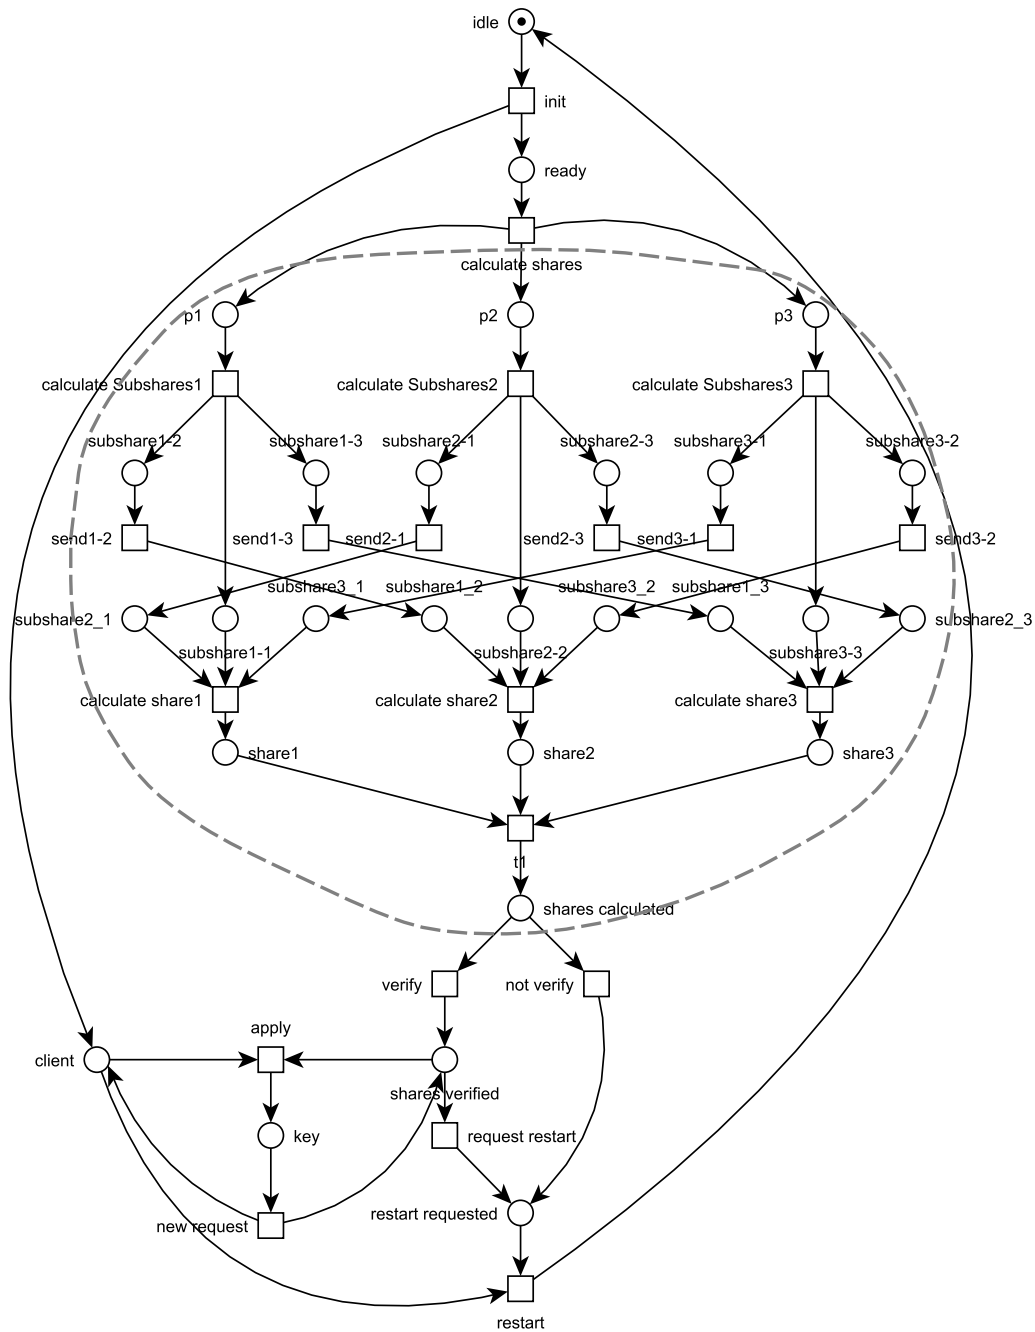 idle
init
ready
calculate shares
p1
p2
p3
calculate Subshares1
calculate Subshares2
calculate Subshares3
subshare1-2
subshare1-3
subshare2-1
subshare2-3
subshare3-1
subshare3-2
send1-2
send1-3
send2-1
send2-3
send3-1
send3-2
subshare3_1
subshare1_2
subshare3_2
subshare1_3
subshare2_1
subshare2_3
subshare1-1
subshare2-2
subshare3-3
calculate share1
calculate share2
calculate share3
share1
share2
share3
t1
shares calculated
verify
not verify
apply
client
shares verified
key
request restart
restart requested
new request
restart